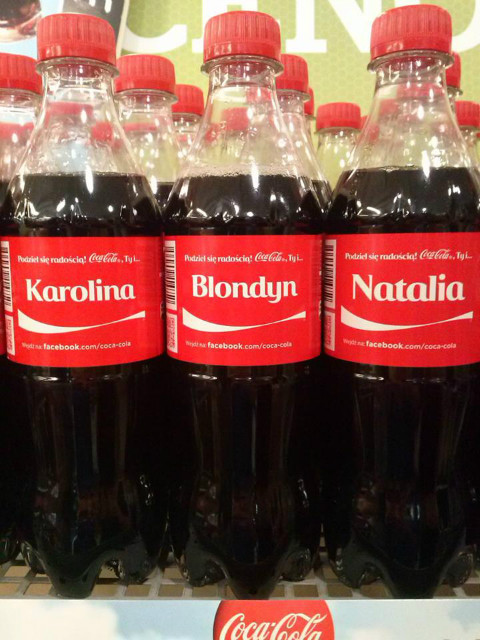 CENO
Podziel się radością! Coca-Cola®, Ty i...
Karolina
Wejdź na: facebook.com/coca-cola
Podziel się radością! Coca-Cola®, Ty i...
Blondyn
Wejdź na: facebook.com/coca-cola
Podziel się radością! Coca-Cola®, Ty i...
Natalia
Wejdź na: facebook.com/coca-cola
Coca-Cola